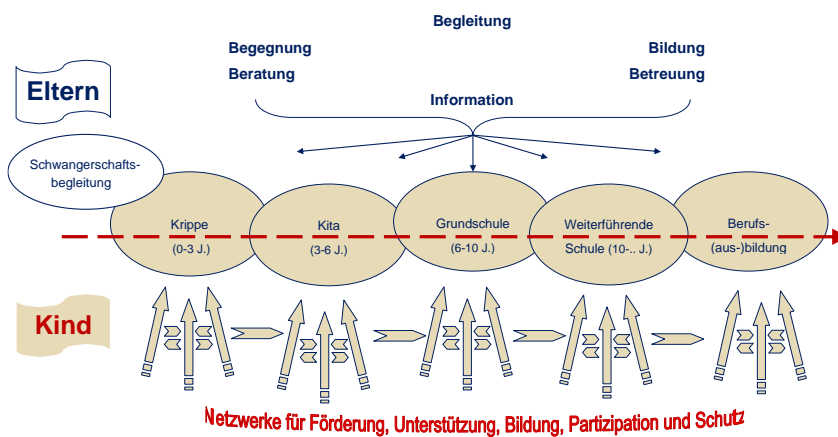 Begleitung
Begegnung
Bildung
Beratung
Betreuung
Eltern
Information
Schwangerschafts-
begleitung
Krippe
(0-3 J.)
Kita
(3-6 J.)
Grundschule
(6-10 J.)
Weiterführende
Schule (10-.. J.)
Berufs-
(aus-)bildung
Kind
Netzwerke für Förderung, Unterstützung, Bildung, Partizipation und Schutz